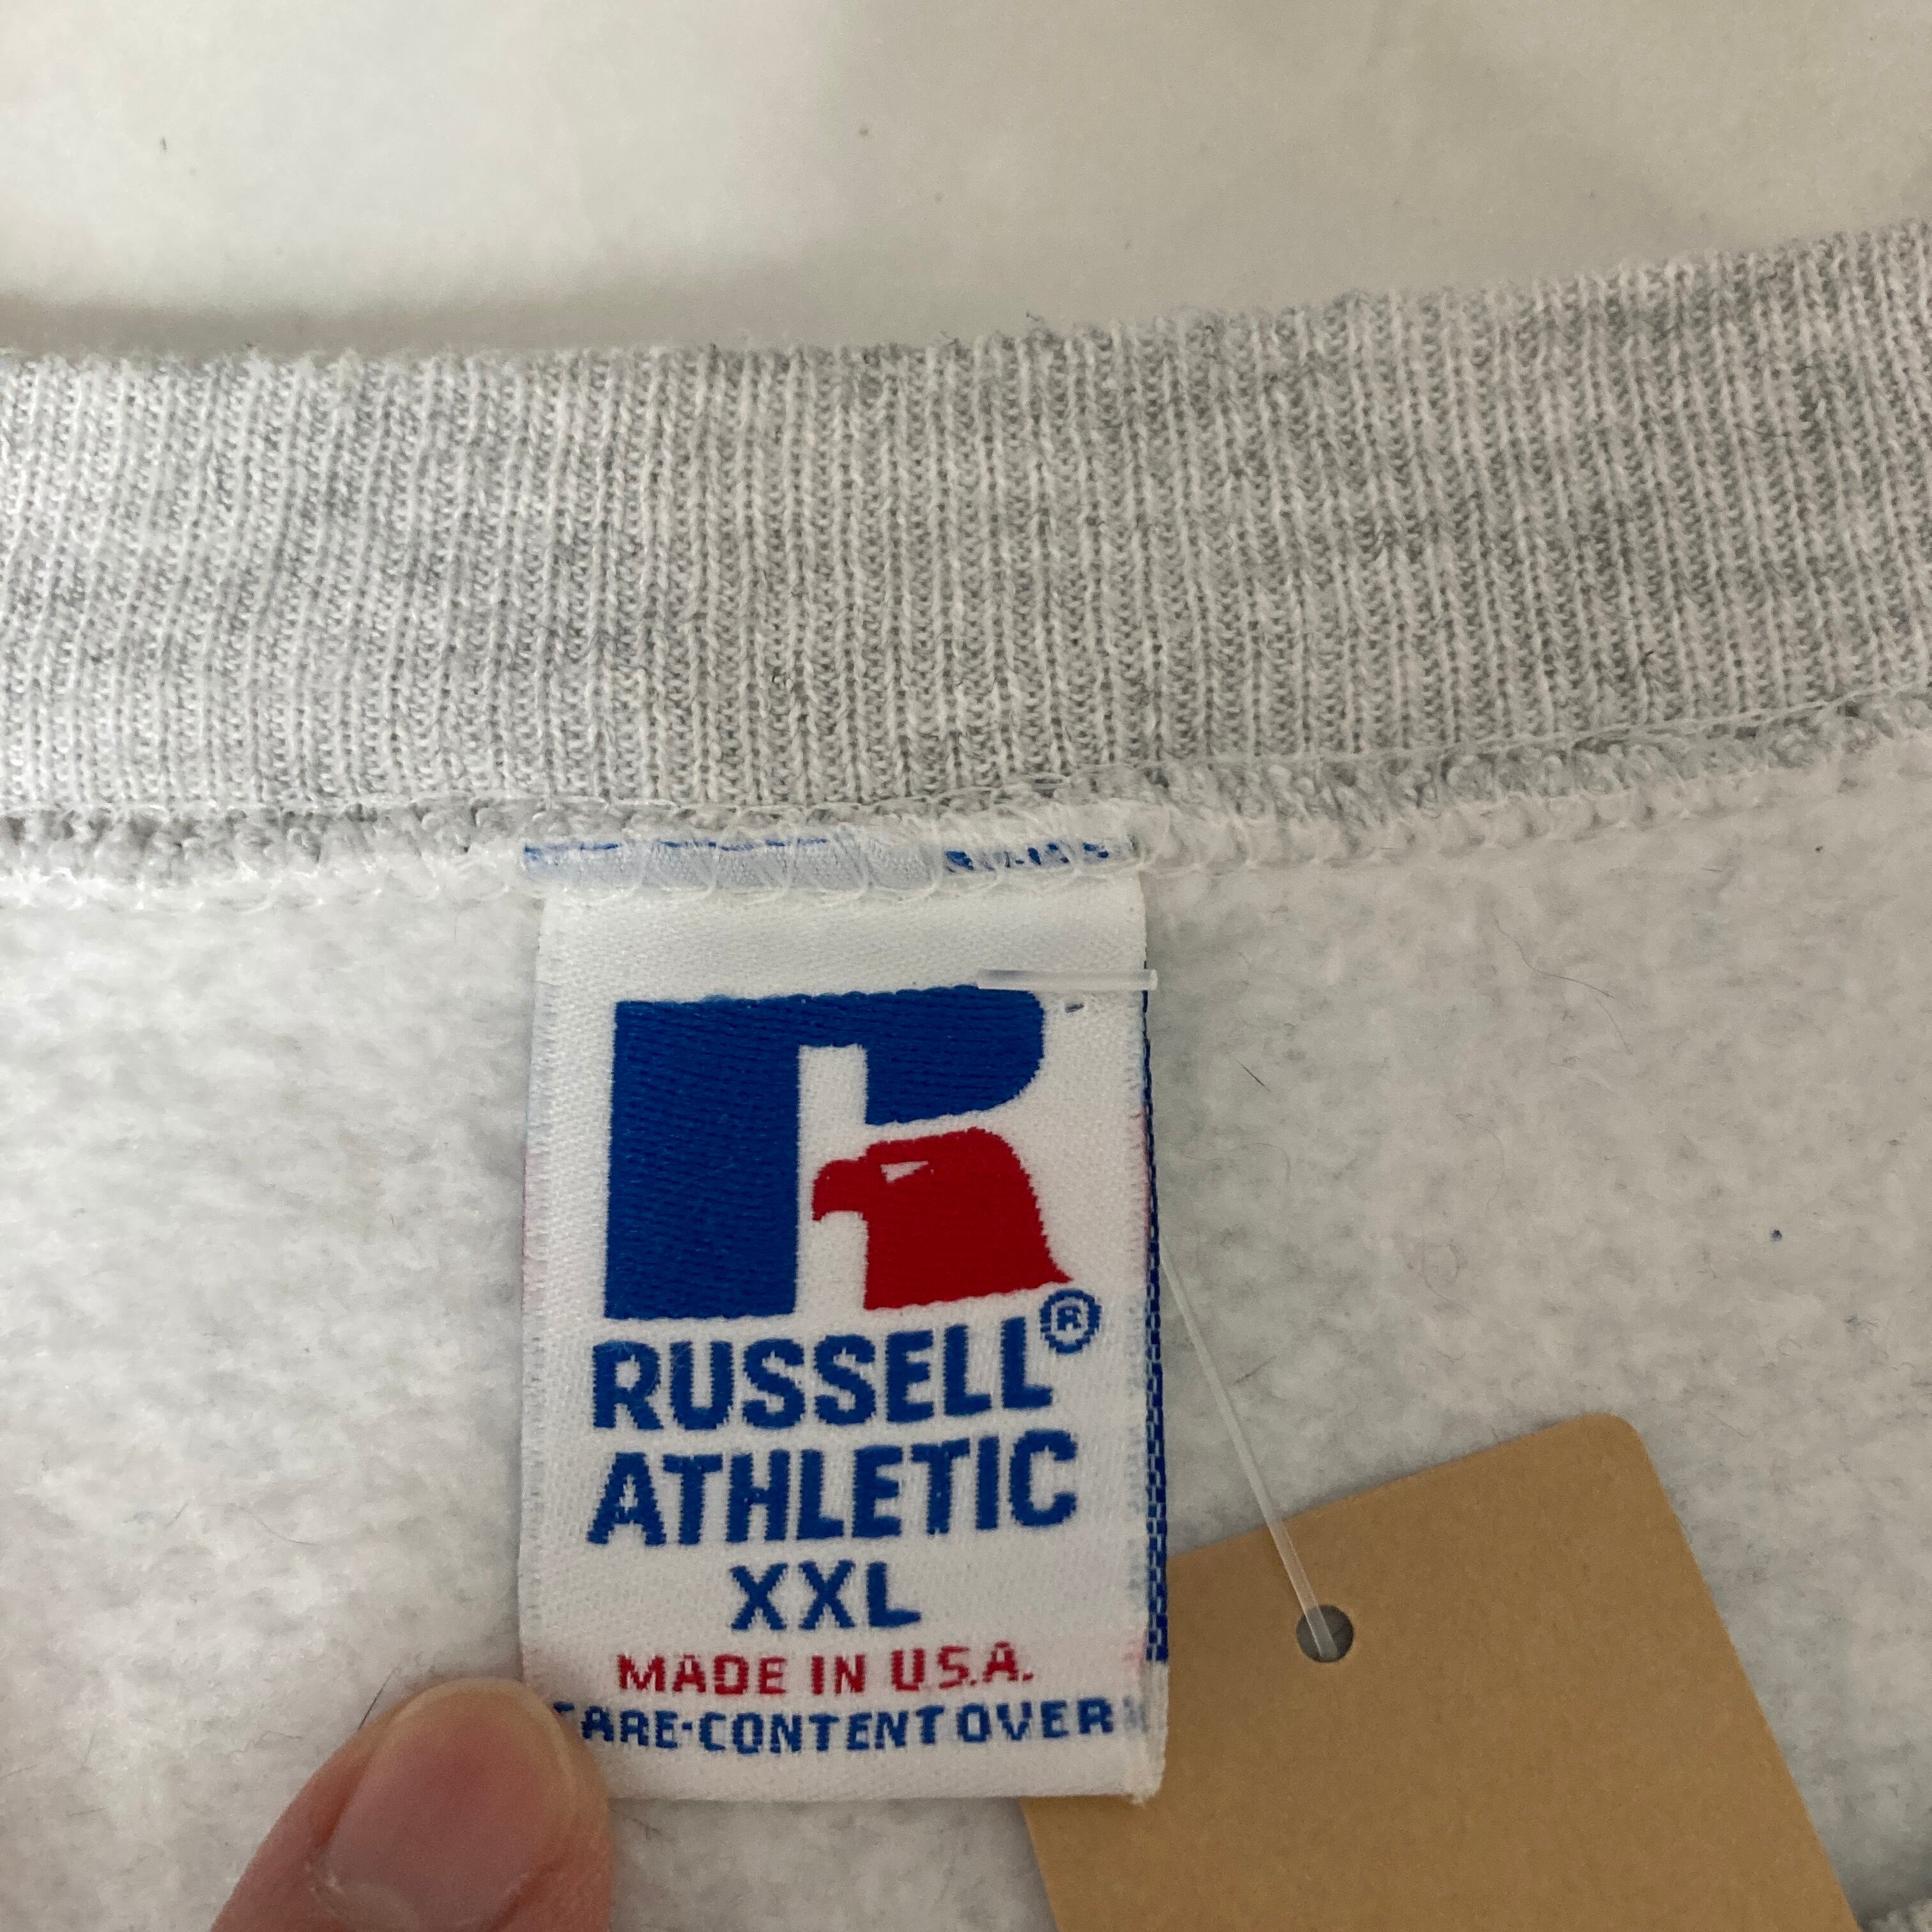 RUSSELL®
ATHLETIC
XXL
MADE IN U.S.A.
CARE-CONTENT OVER